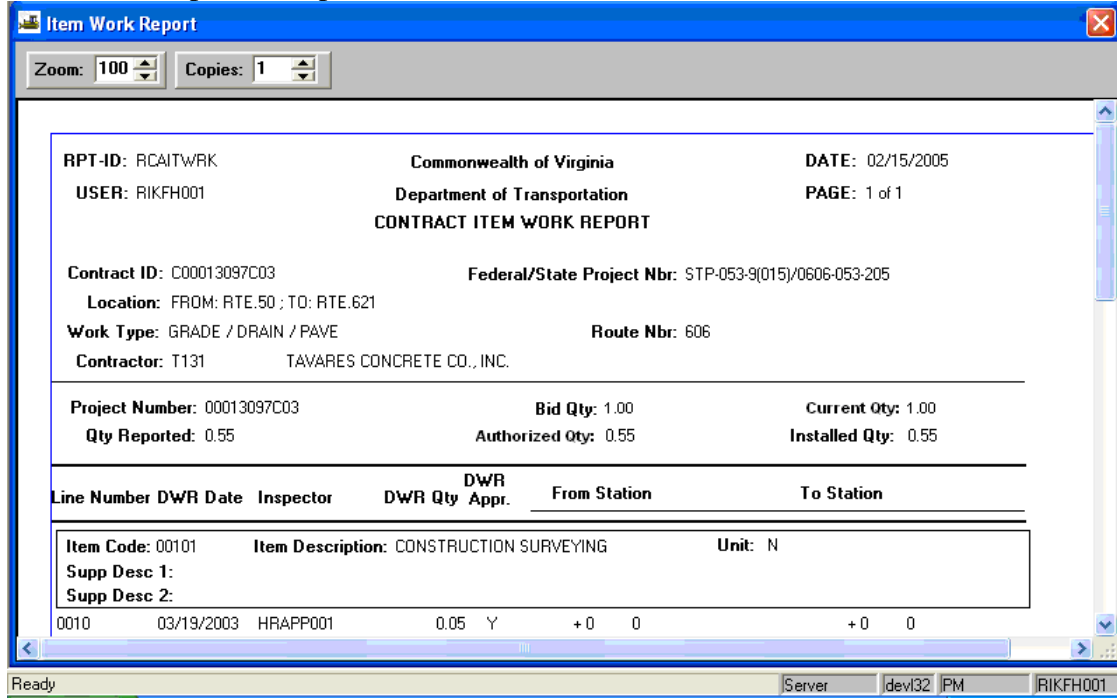 Item Work Report
Zoom: 100 Copies: 1
RPT-ID: RCAITWRK Commonwealth of Virginia DATE: 02/15/2005
USER: RIKFH001 Department of Transportation PAGE: 1 of 1
CONTRACT ITEM WORK REPORT
Contract ID: C00013097C03 Federal/State Project Nbr: STP-053-9(015)/0606-053-205
Location: FROM: RTE.50 ; TO: RTE.621
Work Type: GRADE / DRAIN / PAVE Route Nbr: 606
Contractor: T131 TAVARES CONCRETE CO., INC.
Project Number: 00013097C03 Bid Qty: 1.00 Current Qty: 1.00
Qty Reported: 0.55 Authorized Qty: 0.55 Installed Qty: 0.55
Line Number DWR Date Inspector DWR Qty DWR Appr. From Station To Station
Item Code: 00101 Item Description: CONSTRUCTION SURVEYING Unit: N
Supp Desc 1:
Supp Desc 2:
0010 03/19/2003 HRAPP001 0.05 Y + 0 0 + 0 0
Ready Server devl32 PM RIKFH001